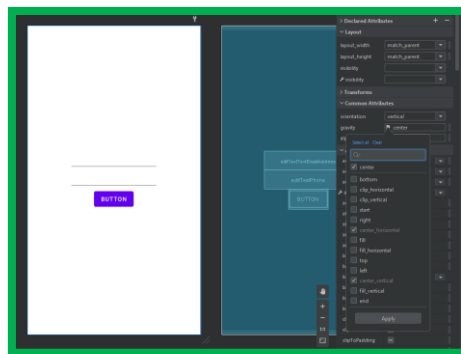 Declared Attributes
Layout
layout_width match_parent
layout_height match_parent
visibility
visibility
Transforms
Common Attributes
orientation vertical
gravity center
Select all Clear
center
bottom
clip_horizontal
clip_vertical
start
right
center_horizontal
fill
fill_horizontal
top
left
center_vertical
fill_vertical
end
Apply
clipToPadding
editTextPhone
BUTTON
BUTTON
1:1